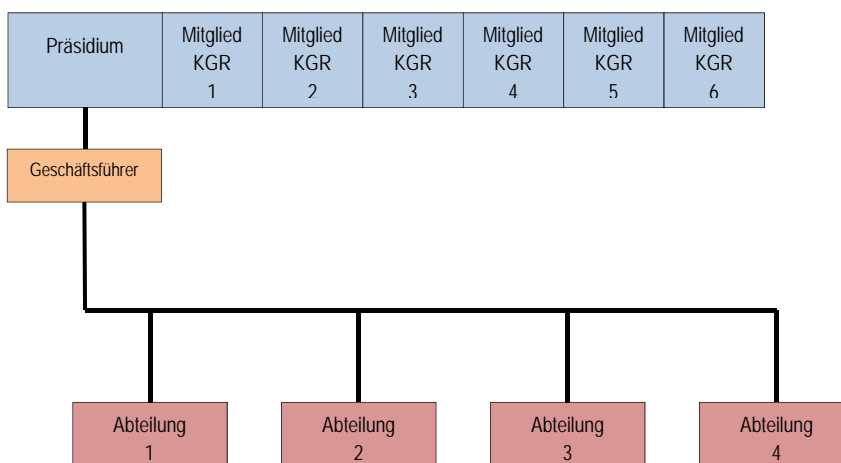 Präsidium
Mitglied
KGR
1
Mitglied
KGR
2
Mitglied
KGR
3
Mitglied
KGR
4
Mitglied
KGR
5
Mitglied
KGR
6
Geschäftsführer
Abteilung
1
Abteilung
2
Abteilung
3
Abteilung
4